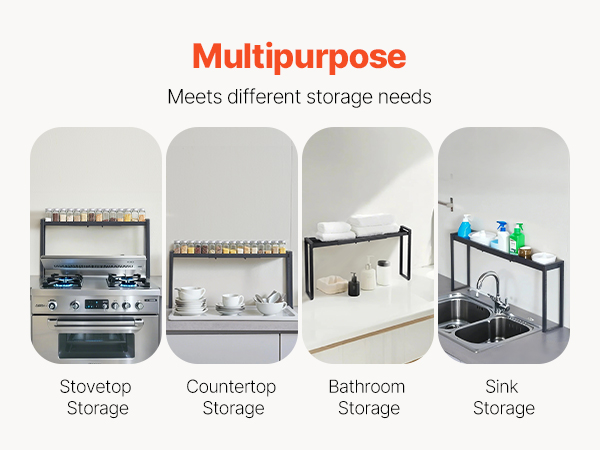 Multipurpose
Meets different storage needs
Stovetop
Storage
Countertop
Storage
Bathroom
Storage
Sink
Storage